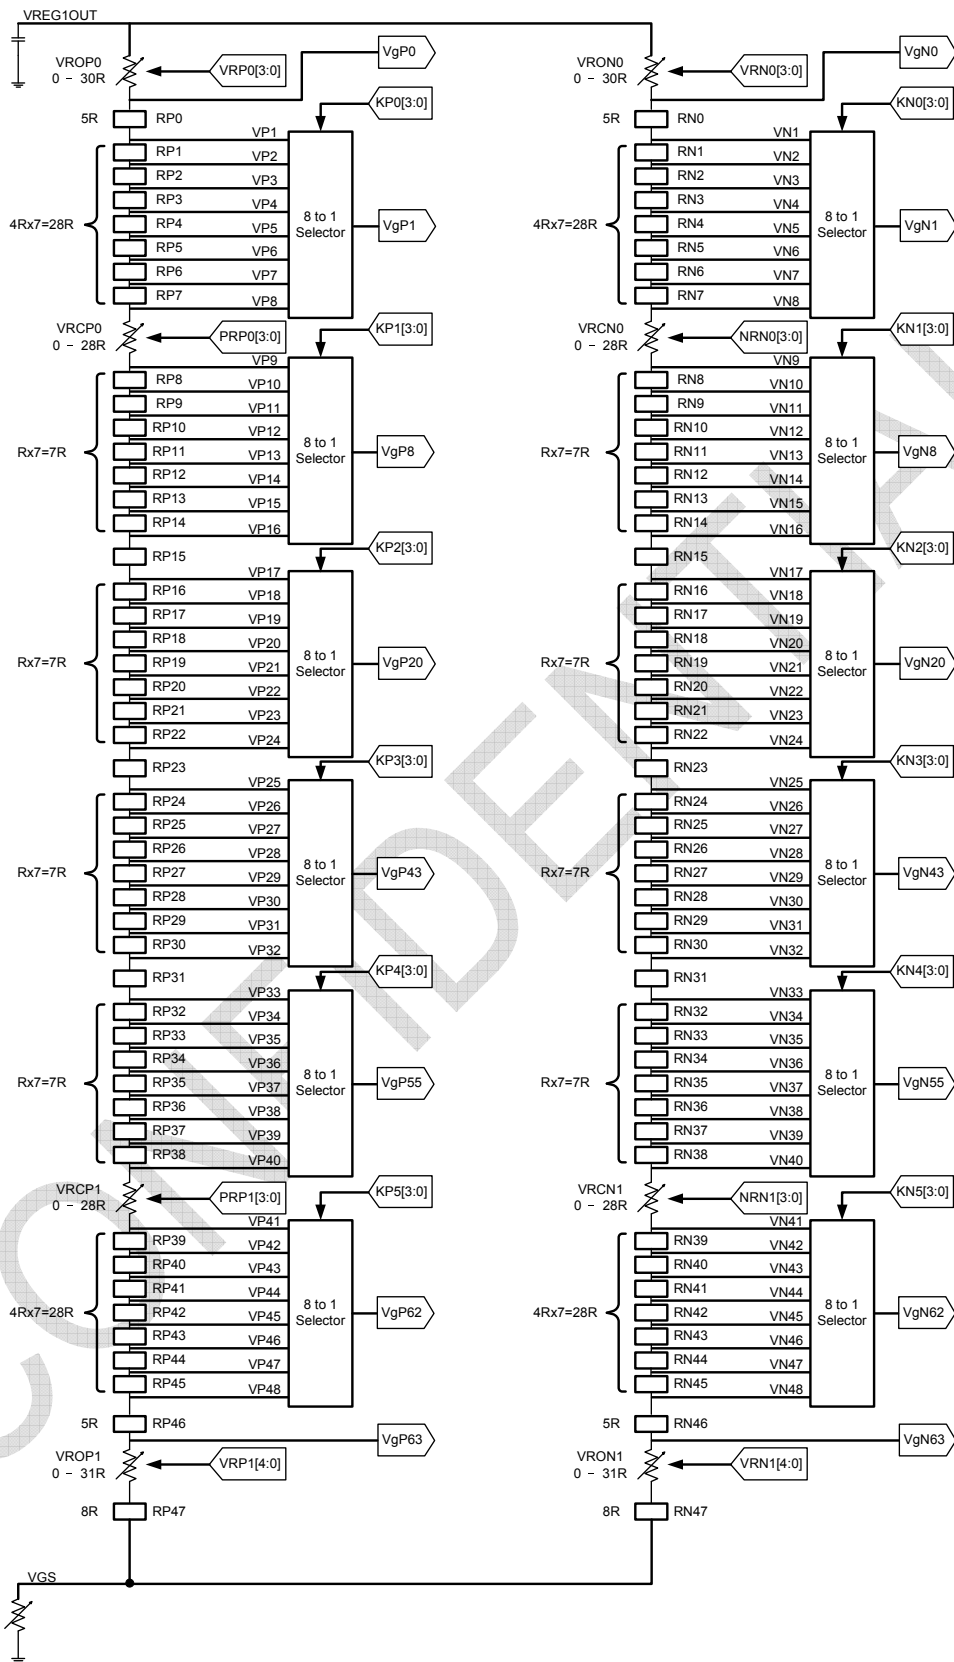 VREG1OUT
VROP0
0 – 30R
VRP0[3:0]
VgP0
KP0[3:0]
5R
RP0
VP1
RP1
VP2
RP2
VP3
RP3
VP4
4Rx7=28R
RP4
VP5
RP5
VP6
RP6
VP7
RP7
VP8
8 to 1
Selector
VgP1
VRCP0
0 – 28R
PRP0[3:0]
KP1[3:0]
VP9
RP8
VP10
RP9
VP11
RP10
VP12
Rx7=7R
RP11
VP13
RP12
VP14
RP13
VP15
RP14
VP16
8 to 1
Selector
VgP8
KP2[3:0]
RP15
VP17
RP16
VP18
RP17
VP19
RP18
VP20
Rx7=7R
RP19
VP21
RP20
VP22
RP21
VP23
RP22
VP24
8 to 1
Selector
VgP20
KP3[3:0]
RP23
VP25
RP24
VP26
RP25
VP27
RP26
VP28
Rx7=7R
RP27
VP29
RP28
VP30
RP29
VP31
RP30
VP32
8 to 1
Selector
VgP43
KP4[3:0]
RP31
VP33
RP32
VP34
RP33
VP35
RP34
VP36
Rx7=7R
RP35
VP37
RP36
VP38
RP37
VP39
RP38
VP40
8 to 1
Selector
VgP55
VRCP1
0 – 28R
PRP1[3:0]
KP5[3:0]
VP41
RP39
VP42
RP40
VP43
RP41
VP44
4Rx7=28R
RP42
VP45
RP43
VP46
RP44
VP47
RP45
VP48
8 to 1
Selector
VgP62
5R
RP46
VgP63
VROP1
0 – 31R
VRP1[4:0]
8R
RP47
VGS
VRON0
0 – 30R
VRN0[3:0]
VgN0
KN0[3:0]
5R
RN0
VN1
RN1
VN2
RN2
VN3
RN3
VN4
4Rx7=28R
RN4
VN5
RN5
VN6
RN6
VN7
RN7
VN8
8 to 1
Selector
VgN1
VRCN0
0 – 28R
NRN0[3:0]
KN1[3:0]
VN9
RN8
VN10
RN9
VN11
RN10
VN12
Rx7=7R
RN11
VN13
RN12
VN14
RN13
VN15
RN14
VN16
8 to 1
Selector
VgN8
KN2[3:0]
RN15
VN17
RN16
VN18
RN17
VN19
RN18
VN20
Rx7=7R
RN19
VN21
RN20
VN22
RN21
VN23
RN22
VN24
8 to 1
Selector
VgN20
KN3[3:0]
RN23
VN25
RN24
VN26
RN25
VN27
RN26
VN28
Rx7=7R
RN27
VN29
RN28
VN30
RN29
VN31
RN30
VN32
8 to 1
Selector
VgN43
KN4[3:0]
RN31
VN33
RN32
VN34
RN33
VN35
RN34
VN36
Rx7=7R
RN35
VN37
RN36
VN38
RN37
VN39
RN38
VN40
8 to 1
Selector
VgN55
VRCN1
0 – 28R
NRN1[3:0]
KN5[3:0]
VN41
RN39
VN42
RN40
VN43
RN41
VN44
4Rx7=28R
RN42
VN45
RN43
VN46
RN44
VN47
RN45
VN48
8 to 1
Selector
VgN62
5R
RN46
VgN63
VRON1
0 – 31R
VRN1[4:0]
8R
RN47
CONFIDENTIAL